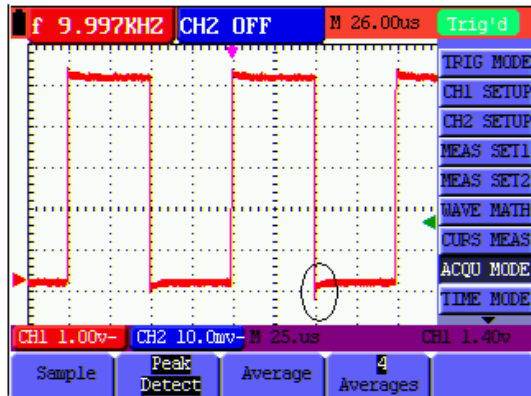 f 9.997KHZ CH2 OFF M 26.00us Trig'd
TRIG MODE
CH1 SETUP
CH2 SETUP
MEAS SET1
MEAS SET2
WAVE MATH
CURS MEAS
ACQU MODE
TIME MODE
CH1 1.00v- CH2 10.0mv- M 25.us CH1 1.40v
Sample
Peak
Detect
Average
4
Averages